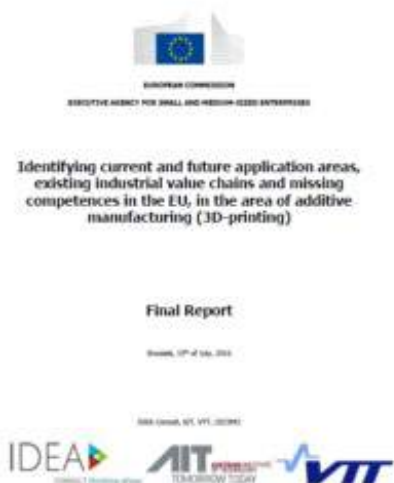 EUROPEAN COMMISSION
EXECUTIVE AGENCY FOR SMALL AND MEDIUM-SIZED ENTERPRISES
Identifying current and future application areas,
existing industrial value chains and missing
competences in the EU, in the area of additive
manufacturing (3D-printing)
Final Report
IDEA
AIT
TOMORROW TODAY
VTT